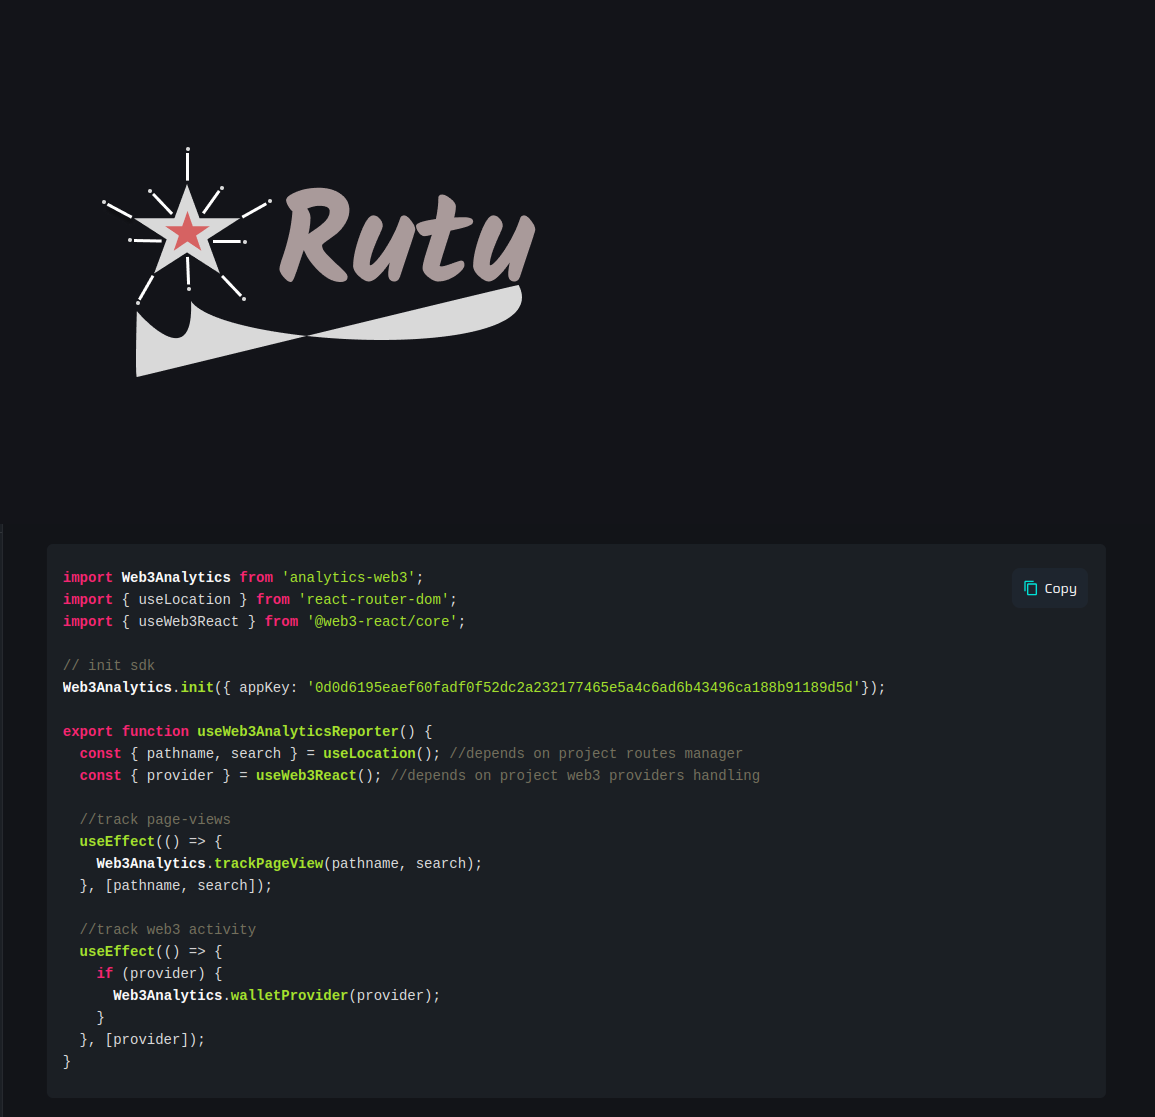 Rutu
import Web3Analytics from 'analytics-web3';
Copy
import { useLocation } from 'react-router-dom';
import { useWeb3React } from '@web3-react/core';
// init sdk
Web3Analytics.init({ appKey: '0d0d6195eaef60fadf0f52dc2a232177465e5a4c6ad6b43496ca188b91189d5d'});
export function useWeb3AnalyticsReporter() {
  const { pathname, search } = useLocation(); //depends on project routes manager
  const { provider } = useWeb3React(); //depends on project web3 providers handling
  //track page-views
  useEffect(() => {
    Web3Analytics.trackPageView(pathname, search);
  }, [pathname, search]);
  //track web3 activity
  useEffect(() => {
    if (provider) {
      Web3Analytics.walletProvider(provider);
    }
  }, [provider]);
}